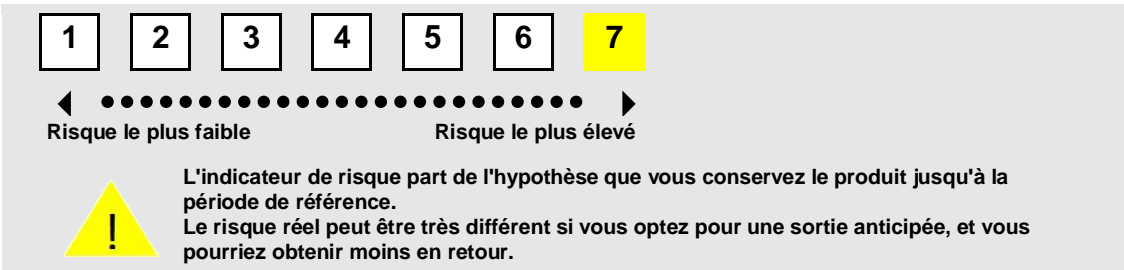 1 2 3 4 5 6 7
Risque le plus faible Risque le plus élevé
L'indicateur de risque part de l'hypothèse que vous conservez le produit jusqu'à la
période de référence.
Le risque réel peut être très différent si vous optez pour une sortie anticipée, et vous
pourriez obtenir moins en retour.
!